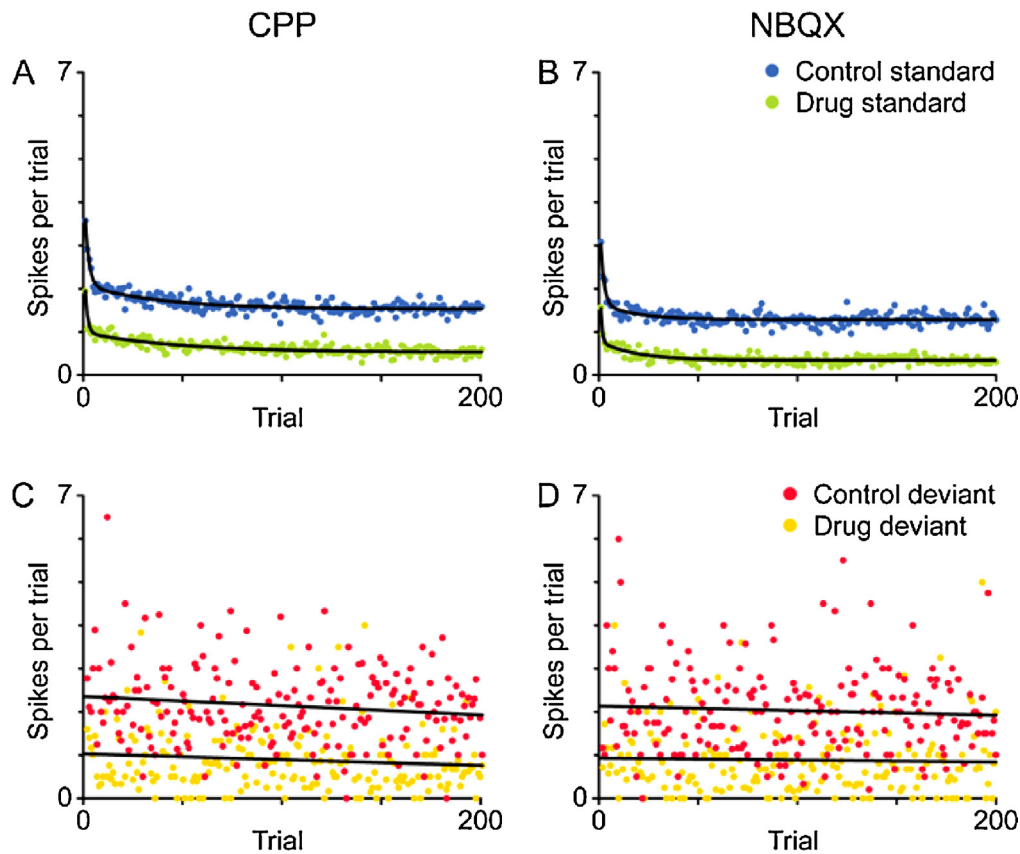 CPP
NBQX
A
7
Spikes per trial
0
0
200
Trial
B
7
Control standard
Drug standard
Spikes per trial
0
0
200
Trial
C
7
Spikes per trial
0
0
200
Trial
D
7
Control deviant
Drug deviant
Spikes per trial
0
0
200
Trial